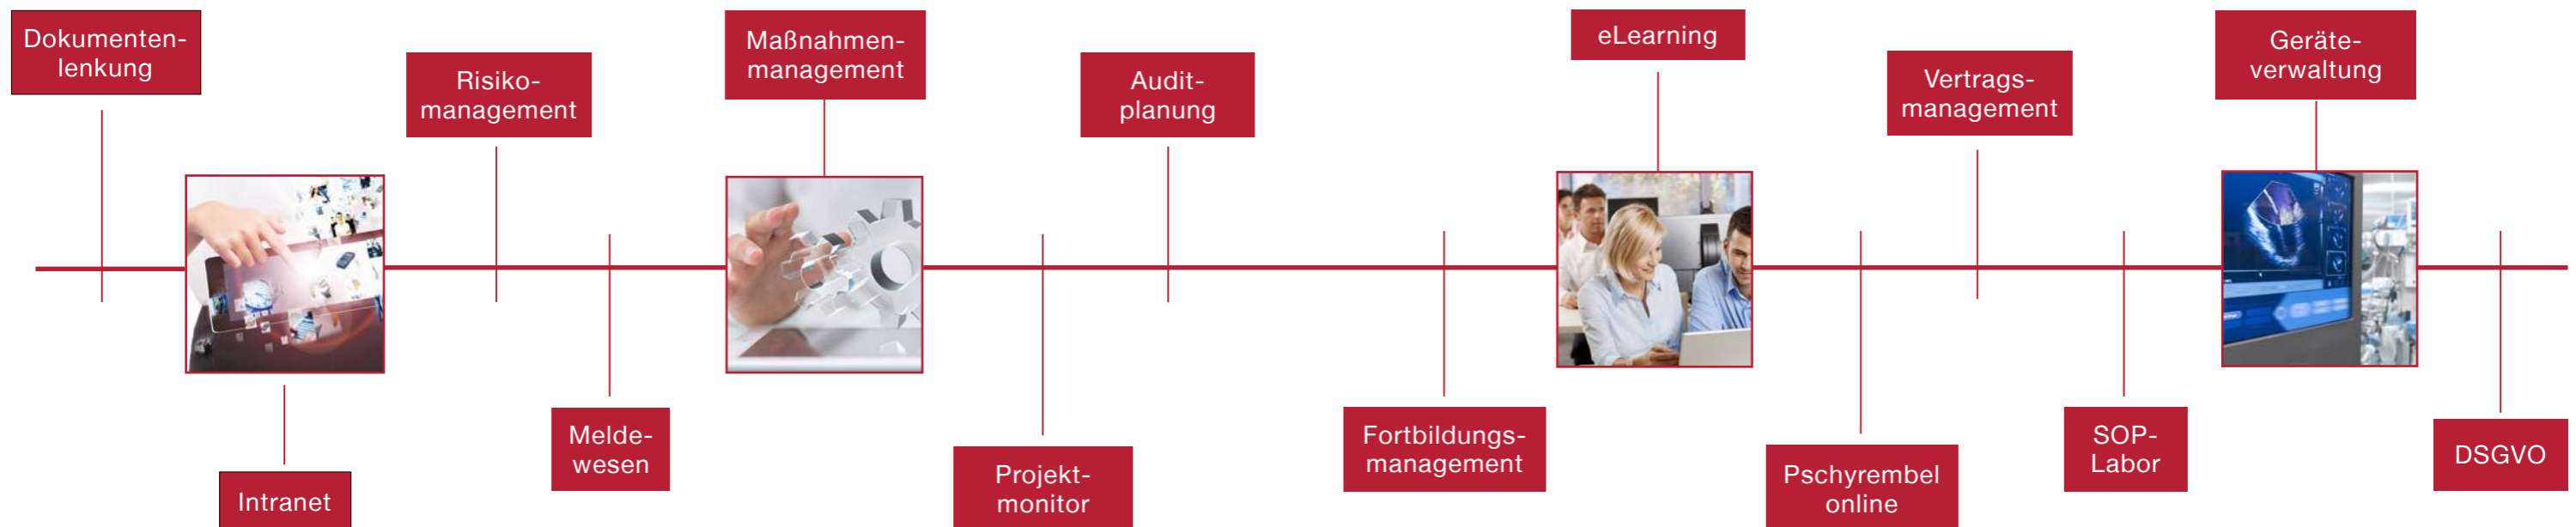 Dokumenten-
lenkung
Intranet
Risiko-
management
Melde-
wesen
Maßnahmen-
management
Projekt-
monitor
Audit-
planung
Fortbildungs-
management
eLearning
Pschyrembel
online
Vertrags-
management
SOP-
Labor
Geräte-
verwaltung
DSGVO